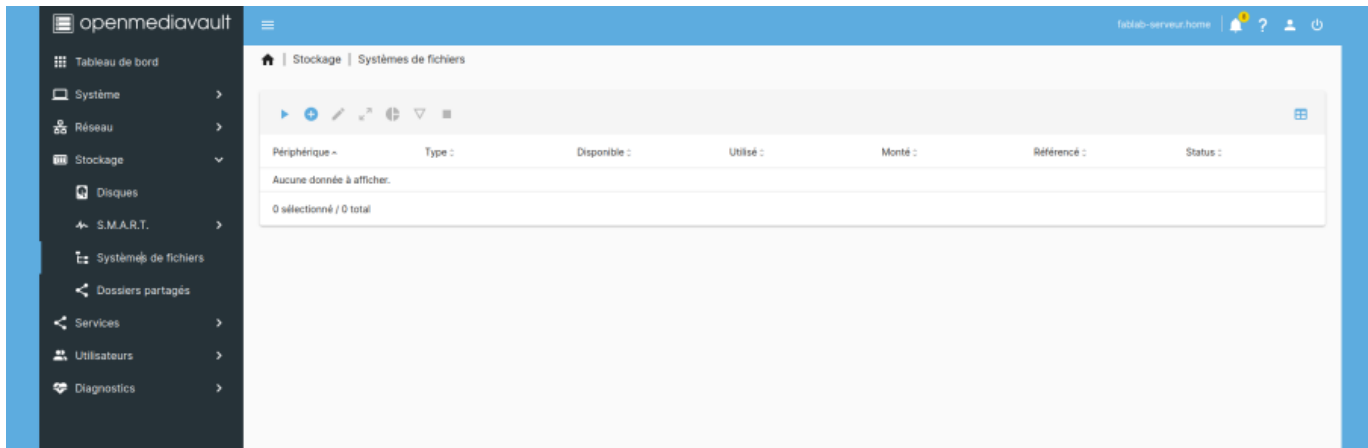 openmediavault
fablab-serveur.home
Tableau de bord
Stockage | Systèmes de fichiers
Système
Réseau
Stockage
Périphérique Type Disponible Utilisé Monté Référencé Status
Aucune donnée à afficher.
Disques
0 sélectionné / 0 total
S.M.A.R.T.
Systèmes de fichiers
Dossiers partagés
Services
Utilisateurs
Diagnostics